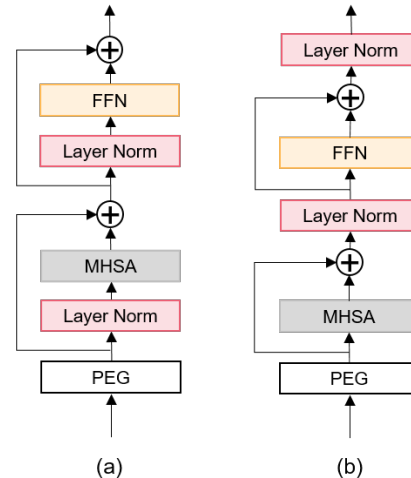 FFN
Layer Norm
MHSA
Layer Norm
PEG
(a)
Layer Norm
FFN
Layer Norm
MHSA
PEG
(b)